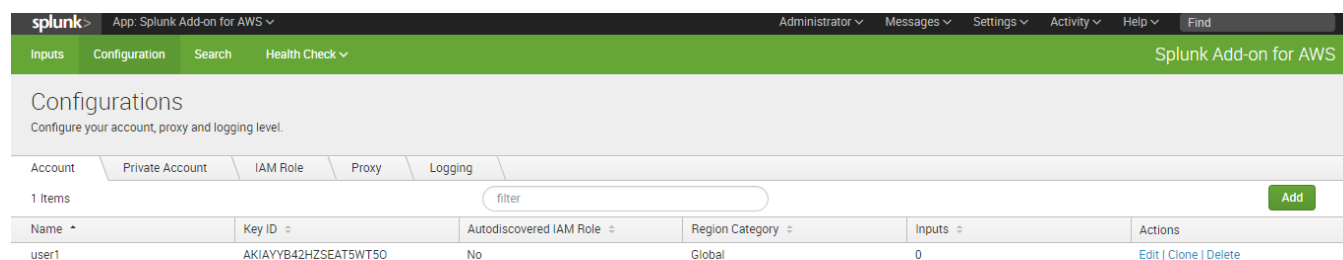 splunk> App: Splunk Add-on for AWS Administrator Messages Settings Activity Help Find
Inputs Configuration Search Health Check Splunk Add-on for AWS
Configurations
Configure your account, proxy and logging level.
Account Private Account IAM Role Proxy Logging
1 Items filter Add
Name Key ID Autodiscovered IAM Role Region Category Inputs Actions
user1 AKIAYYB42HZSEAT5WT5O No Global 0 Edit | Clone | Delete